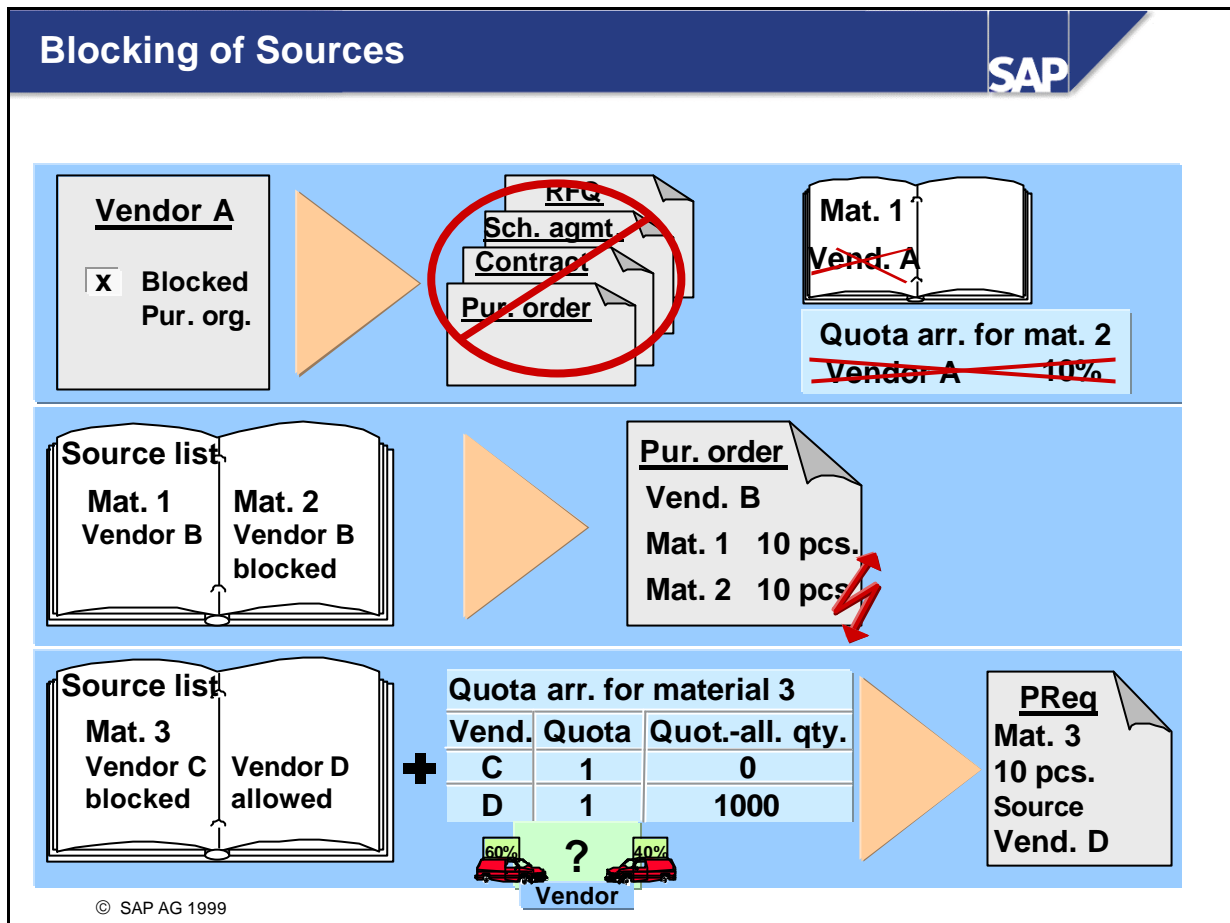 Blocking of Sources
SAP
Vendor A
x Blocked
Pur. org.
RFQ
Sch. agmt.
Contract
Pur. order
Mat. 1
Vend. A
Quota arr. for mat. 2
Vendor A 10%
Source list
Mat. 1
Vendor B
Mat. 2
Vendor B
blocked
Pur. order
Vend. B
Mat. 1 10 pcs.
Mat. 2 10 pcs
Source list
Mat. 3
Vendor C
blocked
Vendor D
allowed
Quota arr. for material 3
Vend. Quota Quot.-all. qty.
C 1 0
D 1 1000
60% ? 40%
Vendor
PReq
Mat. 3
10 pcs.
Source
Vend. D
© SAP AG 1999